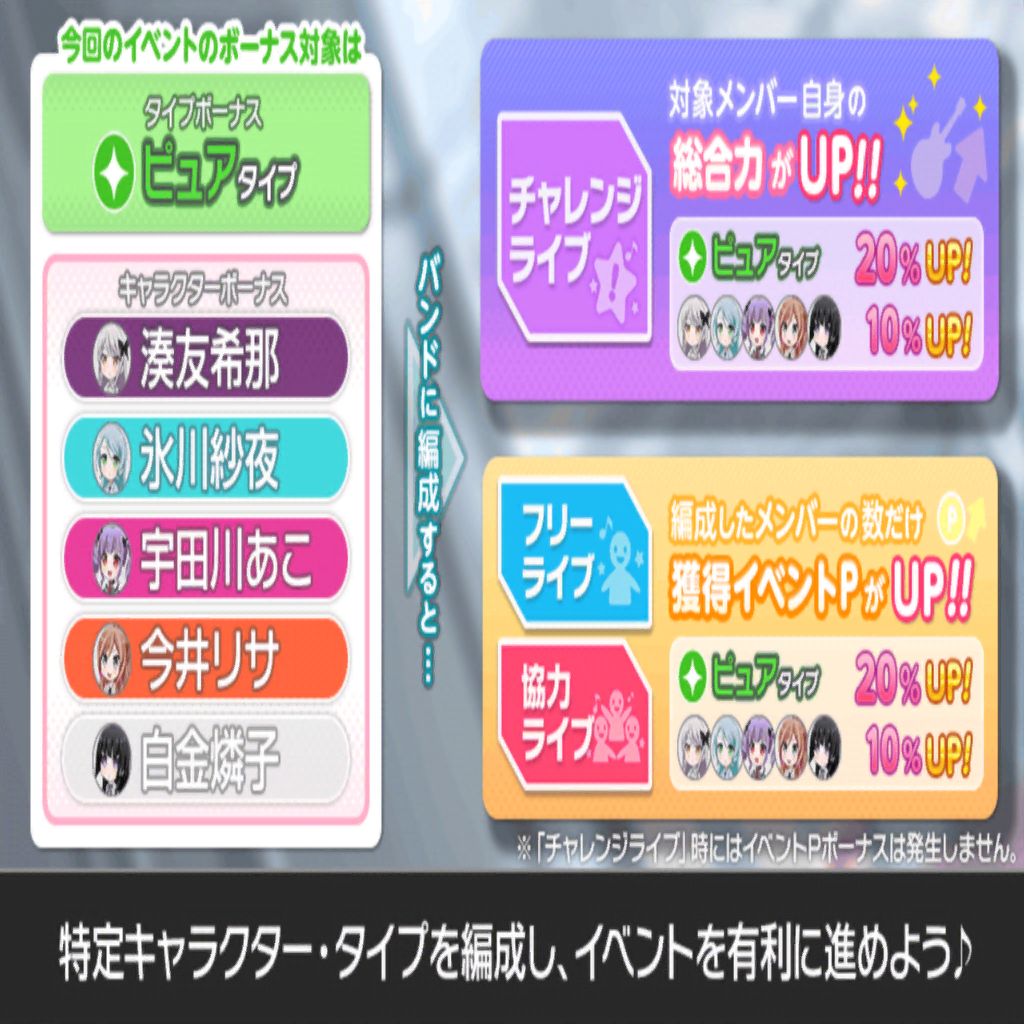 今回のイベントのボーナス対象は
タイプボーナス
ピュアタイプ
キャラクターボーナス
湊友希那
氷川紗夜
宇田川あこ
今井リサ
白金燐子
バンドに編成すると…
チャレンジ
ライブ
対象メンバー自身の
総合力がUP!!
ピュアタイプ 20%UP!
10%UP!
フリー
ライブ
協力
ライブ
編成したメンバーの数だけ P
獲得イベントPがUP!!
ピュアタイプ 20%UP!
10%UP!
※「チャレンジライブ」時にはイベントPボーナスは発生しません。
特定キャラクター・タイプを編成し、イベントを有利に進めよう♪